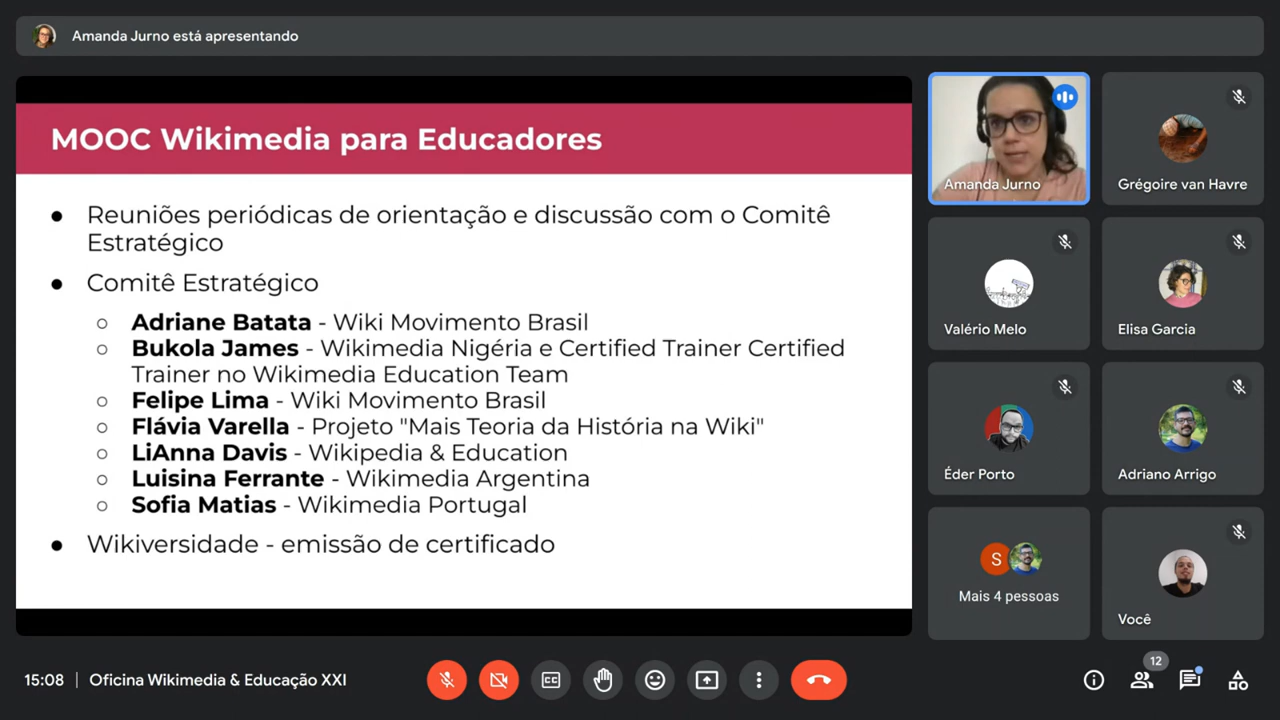 Amanda Jurno está apresentando
MOOC Wikimedia para Educadores
● Reuniões periódicas de orientação e discussão com o Comitê
Estratégico
● Comitê Estratégico
○ Adriane Batata - Wiki Movimento Brasil
○ Bukola James - Wikimedia Nigéria e Certified Trainer Certified
Trainer no Wikimedia Education Team
○ Felipe Lima - Wiki Movimento Brasil
○ Flávia Varella - Projeto "Mais Teoria da História na Wiki"
○ LiAnna Davis - Wikipedia & Education
○ Luisina Ferrante - Wikimedia Argentina
○ Sofia Matias - Wikimedia Portugal
● Wikiversidade - emissão de certificado
Amanda Jurno
Grégoire van Havre
Valério Melo
Elisa Garcia
Éder Porto
Adriano Arrigo
S
Mais 4 pessoas
Você
15:08 | Oficina Wikimedia & Educação XXI
CC
12